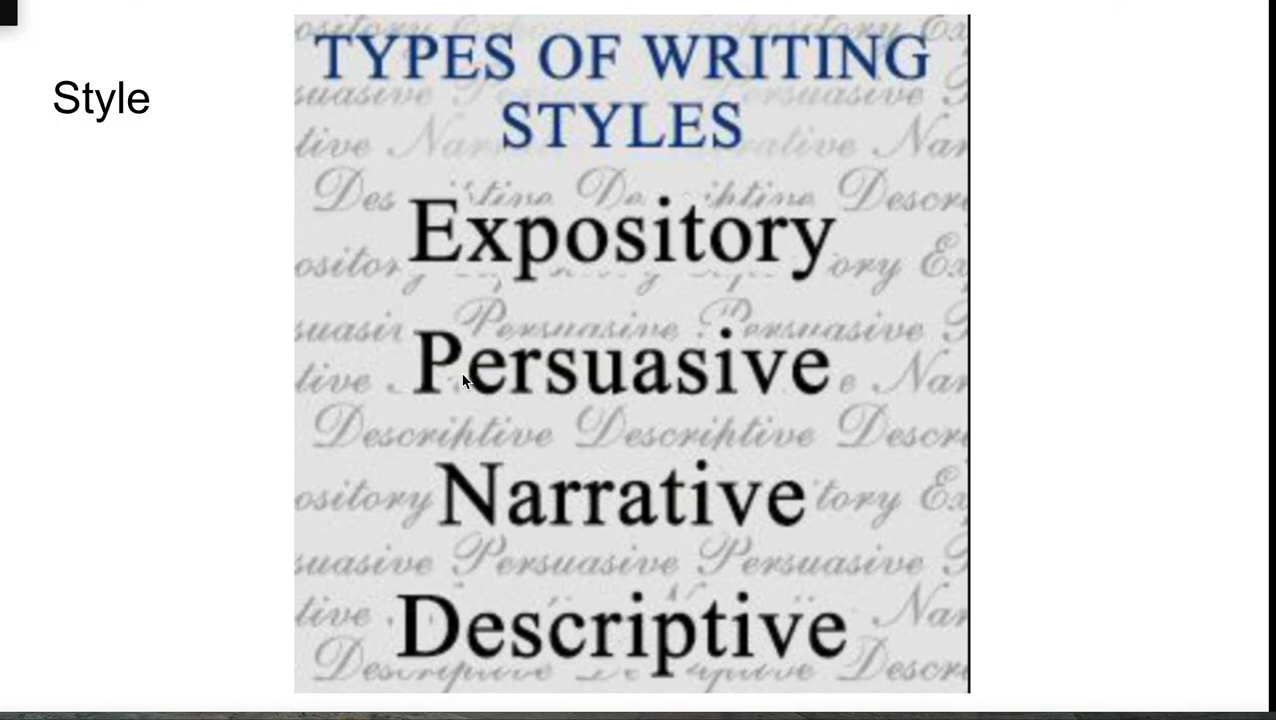 Style
TYPES OF WRITING
STYLES
Expository
Persuasive
Narrative
Descriptive